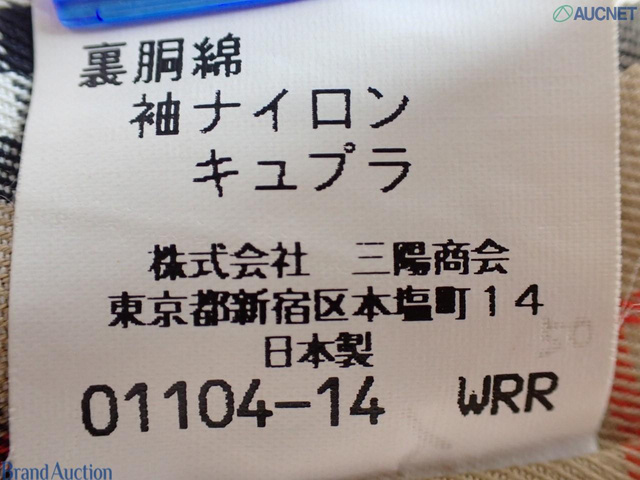 AUCNET
裏胴綿
袖ナイロン
キュプラ
株式会社 三陽商会
東京都新宿区本塩町14
日本製
01104-14 WRR
Brand Auction